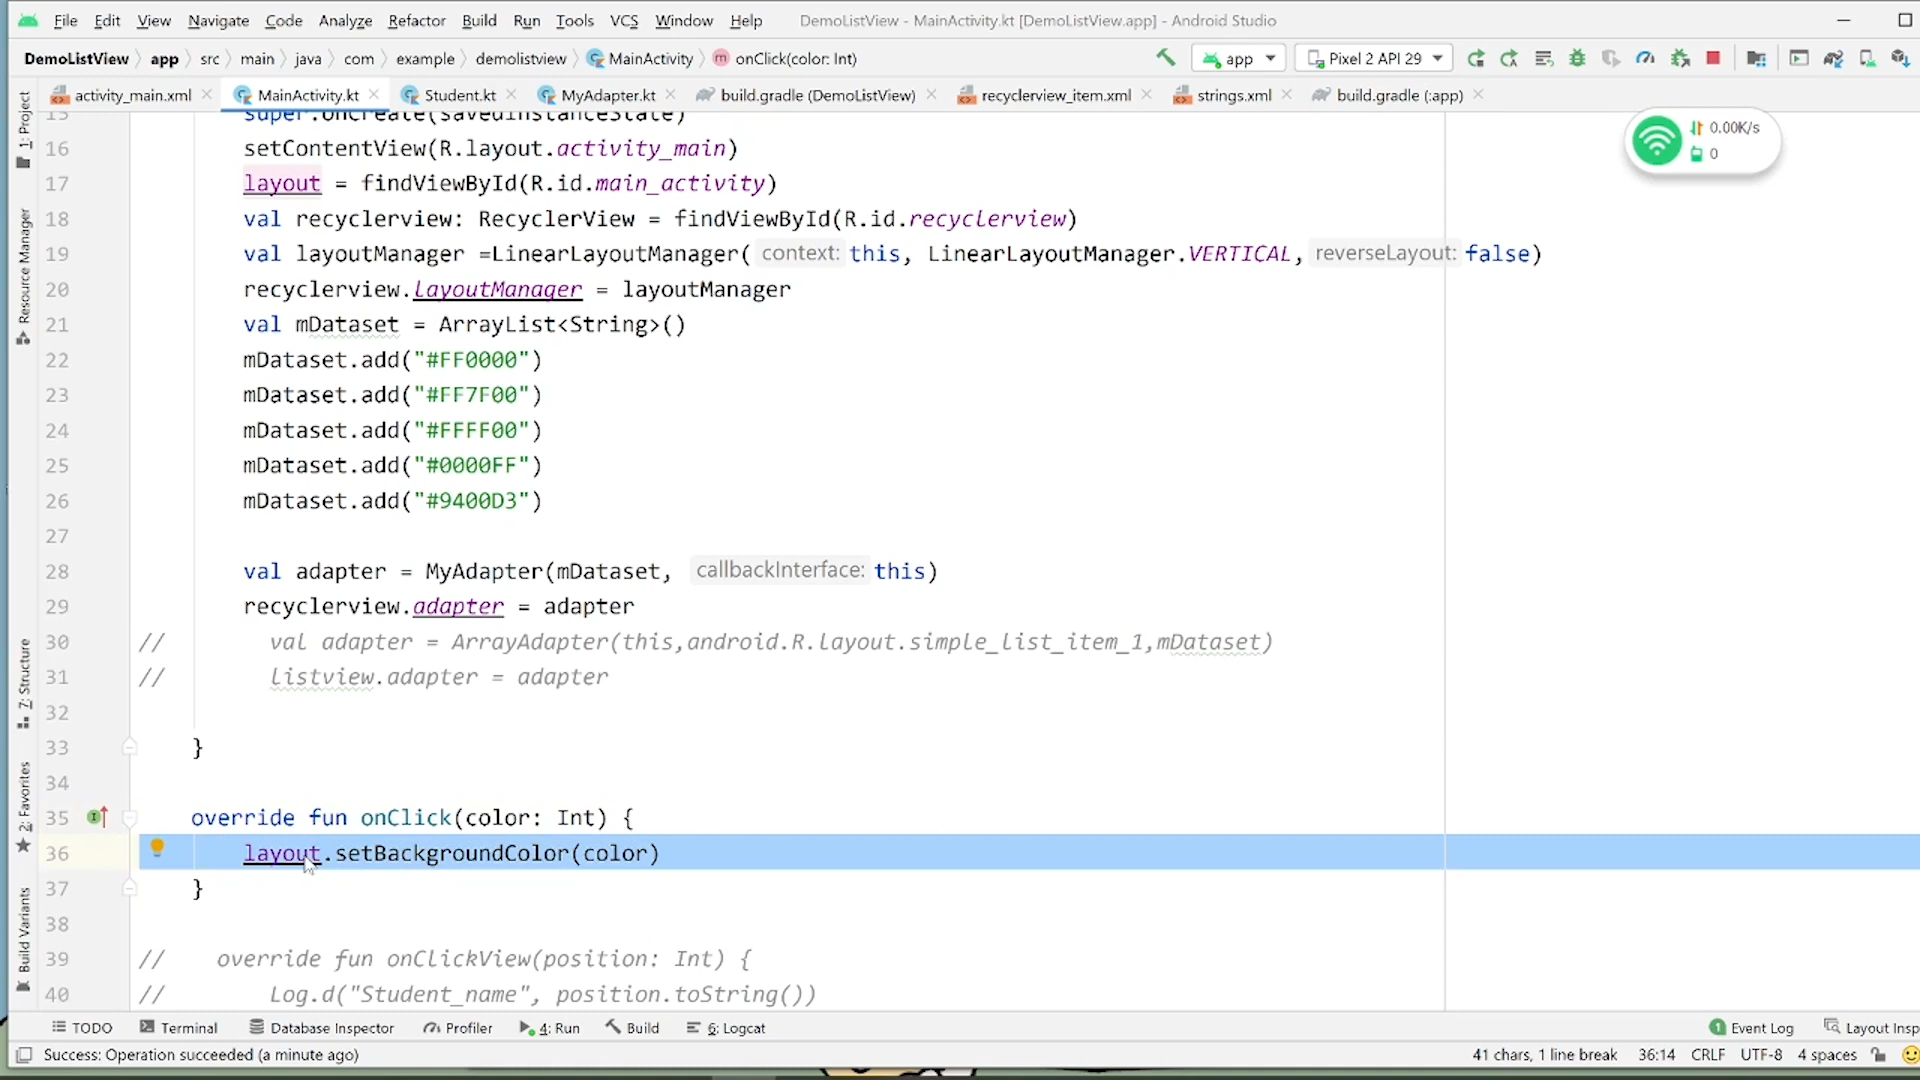 File Edit View Navigate Code Analyze Refactor Build Run Tools VCS Window Help DemoListView - MainActivity.kt [DemoListView.app] - Android Studio
DemoListView app src main java com example demolistview MainActivity onClick(color: Int) app Pixel 2 API 29
activity_main.xml MainActivity.kt Student.kt MyAdapter.kt build.gradle (DemoListView) recyclerview_item.xml strings.xml build.gradle (:app)
0.00K/s
0
1: Project
Resource Manager
7: Structure
2: Favorites
Build Variants
15 super.onCreate(savedInstanceState)
16 setContentView(R.layout.activity_main)
17 layout = findViewById(R.id.main_activity)
18 val recyclerview: RecyclerView = findViewById(R.id.recyclerview)
19 val layoutManager =LinearLayoutManager( context: this, LinearLayoutManager.VERTICAL, reverseLayout: false)
20 recyclerview.layoutManager = layoutManager
21 val mDataset = ArrayList<String>()
22 mDataset.add("#FF0000")
23 mDataset.add("#FF7F00")
24 mDataset.add("#FFFF00")
25 mDataset.add("#0000FF")
26 mDataset.add("#9400D3")
27
28 val adapter = MyAdapter(mDataset, callbackInterface: this)
29 recyclerview.adapter = adapter
30 // val adapter = ArrayAdapter(this,android.R.layout.simple_list_item_1,mDataset)
31 // listview.adapter = adapter
32
33 }
34
35 override fun onClick(color: Int) {
36 layout.setBackgroundColor(color)
37 }
38
39 // override fun onClickView(position: Int) {
40 // Log.d("Student_name", position.toString())
TODO Terminal Database Inspector Profiler 4: Run Build 6: Logcat 1 Event Log Layout Insp
Success: Operation succeeded (a minute ago) 41 chars, 1 line break 36:14 CRLF UTF-8 4 spaces